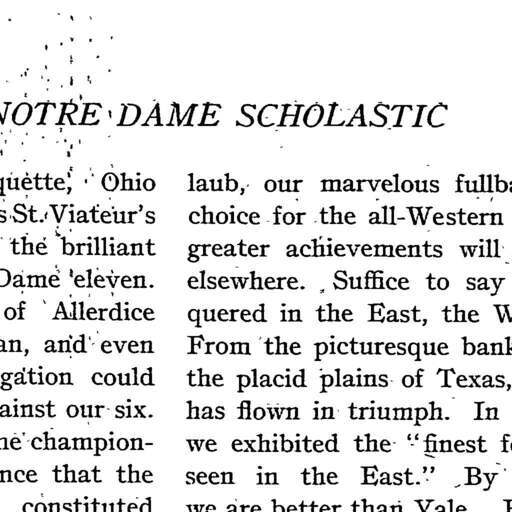 NOTRE DAME SCHOLASTIC
quette, Ohio
s St. Viateur's
the brilliant
Dame eleven.
of Allerdice
an, and even
gation could
ainst our six.
he champion-
nce that the
constituted
laub, our marvelous fullba
choice for the all-Western
greater achievements will
elsewhere. Suffice to say
quered in the East, the W
From the picturesque bank
the placid plains of Texas,
has flown in triumph. In
we exhibited the "finest fo
seen in the East." By
we are better than Yale.